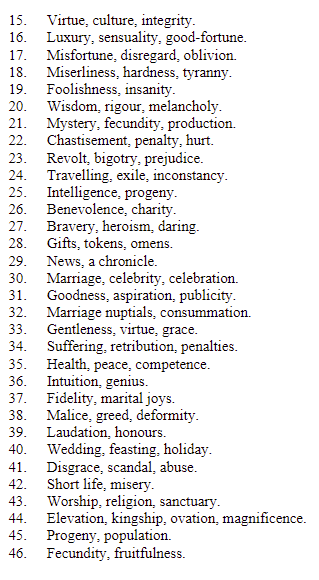 15. Virtue, culture, integrity.
16. Luxury, sensuality, good-fortune.
17. Misfortune, disregard, oblivion.
18. Miserliness, hardness, tyranny.
19. Foolishness, insanity.
20. Wisdom, rigour, melancholy.
21. Mystery, fecundity, production.
22. Chastisement, penalty, hurt.
23. Revolt, bigotry, prejudice.
24. Travelling, exile, inconstancy.
25. Intelligence, progeny.
26. Benevolence, charity.
27. Bravery, heroism, daring.
28. Gifts, tokens, omens.
29. News, a chronicle.
30. Marriage, celebrity, celebration.
31. Goodness, aspiration, publicity.
32. Marriage nuptials, consummation.
33. Gentleness, virtue, grace.
34. Suffering, retribution, penalties.
35. Health, peace, competence.
36. Intuition, genius.
37. Fidelity, marital joys.
38. Malice, greed, deformity.
39. Laudation, honours.
40. Wedding, feasting, holiday.
41. Disgrace, scandal, abuse.
42. Short life, misery.
43. Worship, religion, sanctuary.
44. Elevation, kingship, ovation, magnificence.
45. Progeny, population.
46. Fecundity, fruitfulness.